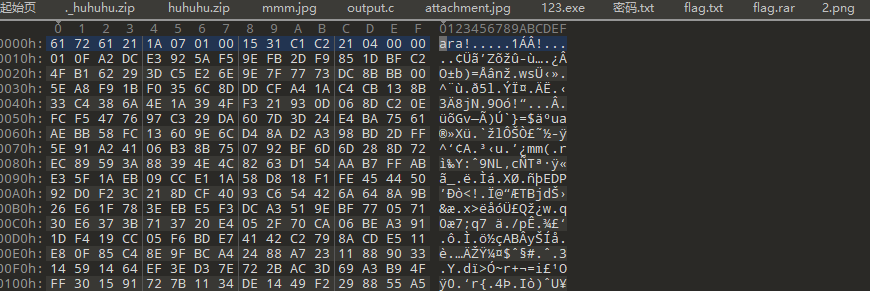 起始页 ._huhuhu.zip huhuhu.zip mmm.jpg output.c attachment.jpg 123.exe 密码.txt flag.txt flag.rar 2.png
0 1 2 3 4 5 6 7 8 9 A B C D E F 0123456789ABCDEF
0000h: 61 72 61 21 1A 07 01 00 15 31 C1 C2 21 04 00 00 ara!.....1ÁÂ!...
0010h: 01 0F A2 DC E3 92 5A F5 9E FB 2D F9 85 1D BF C2 ..¢Üã’Zõžû-ù….¿Â
0020h: 4F B1 62 29 3D C5 E2 6E 9E 7F 77 73 DC 8B BB 00 O±b)=Åânž.wsÜ‹».
0030h: 5E A8 F9 1B F0 35 6C 8D DD CF A4 1A C4 CB 13 8B ^¨ù.ð5l.ÝÏ¤.ÄË.‹
0040h: 33 C4 38 6A 4E 1A 39 4F F3 21 93 0D 06 8D C2 0E 3Ä8jN.9Oó!“...Â.
0050h: FC F5 47 76 97 C3 29 DA 60 7D 3D 24 E4 BA 75 61 üõGv—Ã)Ú`}=$äºua
0060h: AE BB 58 FC 13 60 9E 6C D4 8A D2 A3 98 BD 2D FF ®»Xü.`žlÔŠÒ£˜½-ÿ
0070h: 5E 91 A2 41 06 B3 8B 75 07 92 BF 6D 6D 28 8D 72 ^‘¢A.³‹u.’¿mm(.r
0080h: EC 89 59 3A 88 39 4E 4C 82 63 D1 54 AA B7 FF AB ì‰Y:ˆ9NL‚cÑTª·ÿ«
0090h: E3 5F 1A EB 09 CC E1 1A 58 D8 18 F1 FE 45 44 50 ã_.ë.Ìá.XØ.ñþEDP
00A0h: 92 D0 F2 3C 21 8D CF 40 93 C6 54 42 6A 64 8A 9B ’Ðò<!.Ï@“ÆTBjdŠ›
00B0h: 26 E6 1F 78 3E EB E5 F3 DC A3 51 9E BF 77 05 71 &æ.x>ëåóÜ£Qž¿w.q
00C0h: 30 E6 37 3B 71 37 20 E4 05 2F 70 CA 06 BE A3 91 0æ7;q7 ä./pÊ.¾£‘
00D0h: 1D F4 19 CC 05 F6 BD E7 41 42 C2 79 8A CD E5 11 .ô.Ì.ö½çABÂyŠÍå.
00E0h: E8 0F 85 C4 8E 9F BC A4 24 88 A7 23 11 88 90 33 è.…ÄŽŸ¼¤$ˆ§#.ˆ.3
00F0h: 14 59 14 64 EF 3E D3 7E 72 2B AC 3D 69 A3 B9 4F .Y.dï>Ó~r+¬=i£¹O
0100h: FF 30 15 91 72 7B 11 34 DE 14 49 F2 29 88 55 A5 ÿ0.‘r{.4Þ.Iò)ˆU¥